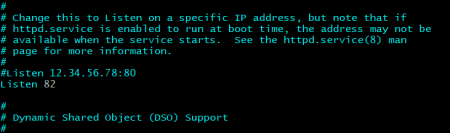 #
# Change this to Listen on a specific IP address, but note that if
# httpd.service is enabled to run at boot time, the address may not be
# available when the service starts.  See the httpd.service(8) man
# page for more information.
#
#Listen 12.34.56.78:80
Listen 82

#
# Dynamic Shared Object (DSO) Support
#